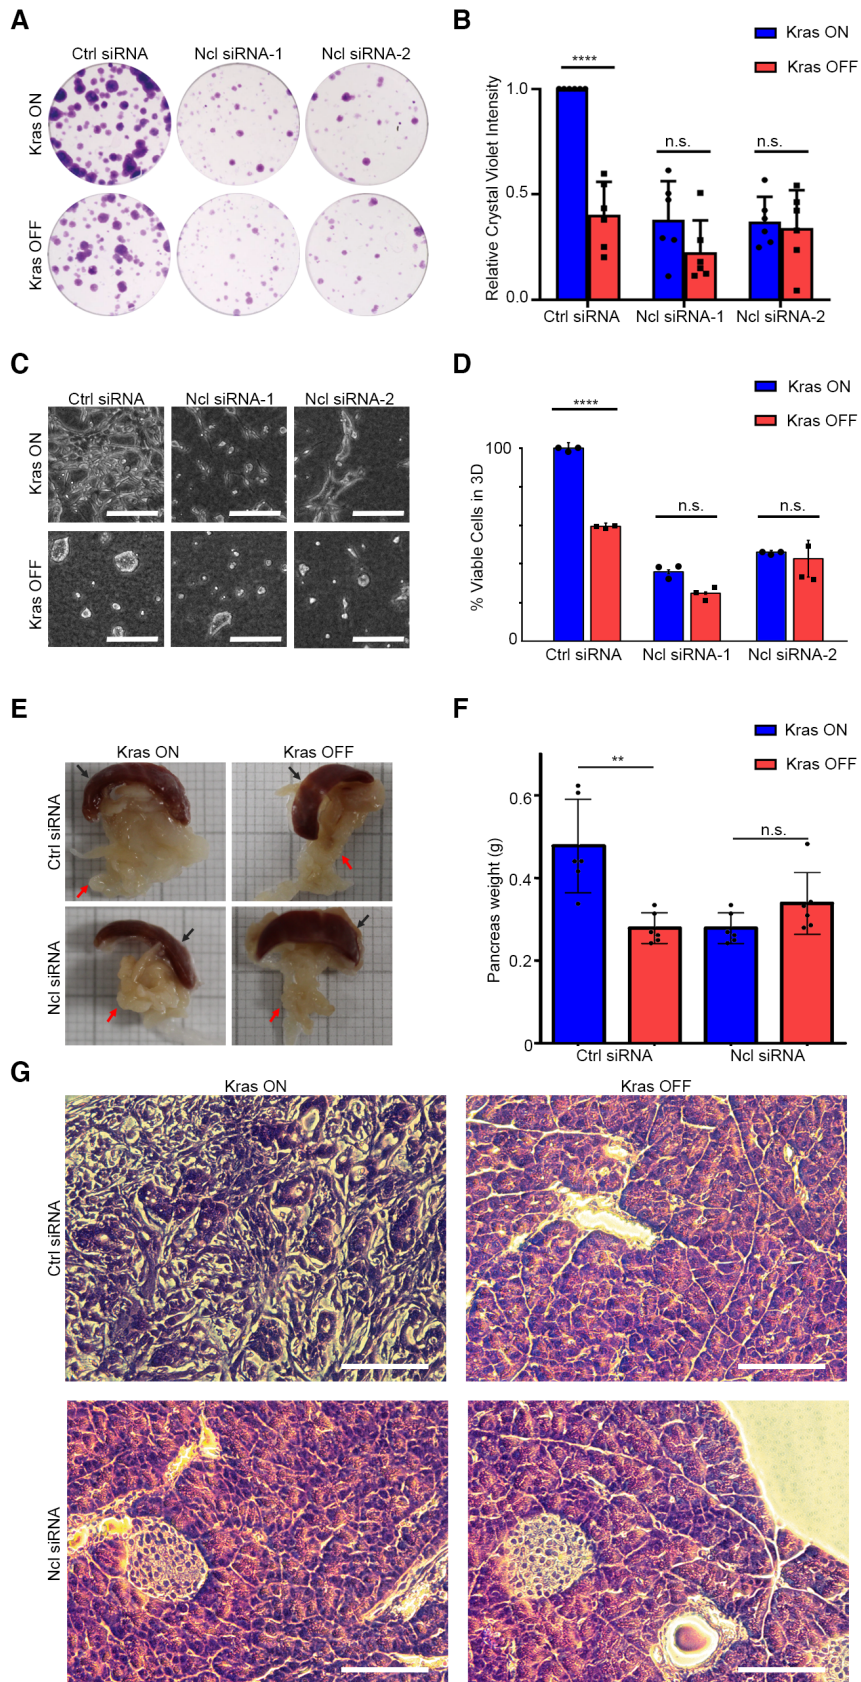 A
Ctrl siRNA Ncl siRNA-1 Ncl siRNA-2
Kras ON
Kras OFF
B
Kras ON
Kras OFF
Relative Crystal Violet Intensity
1.0
0.5
0.0
****
n.s.
n.s.
Ctrl siRNA Ncl siRNA-1 Ncl siRNA-2
C
Ctrl siRNA Ncl siRNA-1 Ncl siRNA-2
Kras ON
Kras OFF
D
Kras ON
Kras OFF
% Viable Cells in 3D
100
0
****
n.s.
n.s.
Ctrl siRNA Ncl siRNA-1 Ncl siRNA-2
E
Kras ON Kras OFF
Ctrl siRNA
Ncl siRNA
F
Kras ON
Kras OFF
Pancreas weight (g)
0.6
0.4
0.2
0
**
n.s.
Ctrl siRNA Ncl siRNA
G
Kras ON Kras OFF
Ctrl siRNA
Ncl siRNA